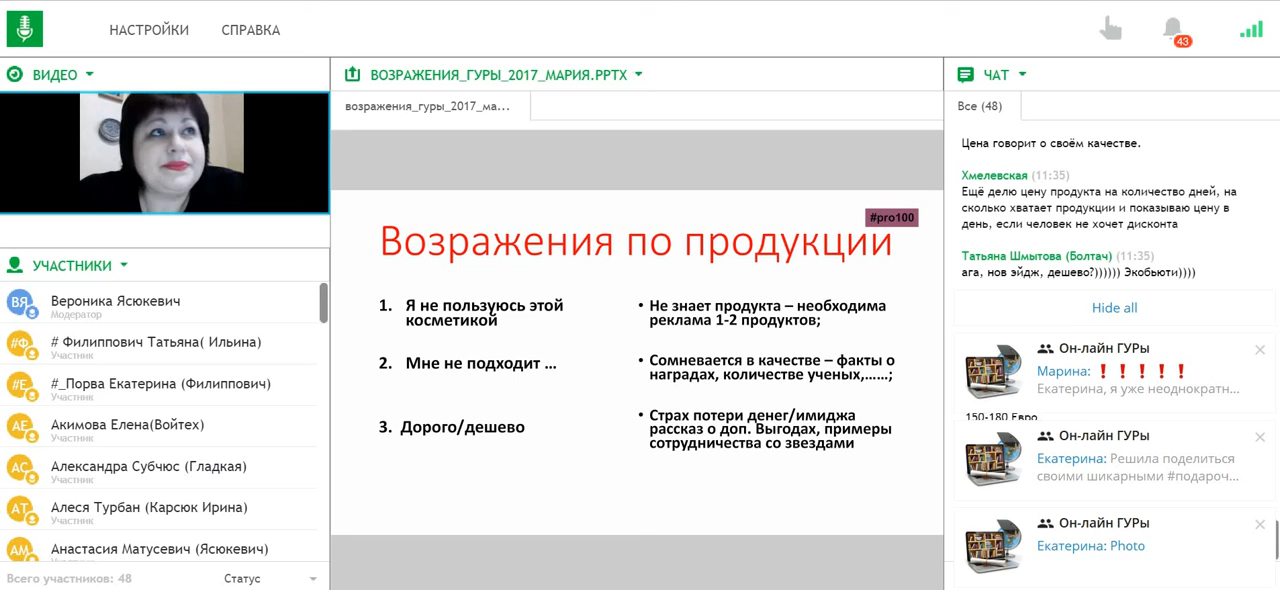 НАСТРОЙКИ
СПРАВКА
43
ВИДЕО
УЧАСТНИКИ
ВЯ
Вероника Ясюкевич
Модератор
#Ф
# Филиппович Татьяна( Ильина)
Участник
#Е
#_Порва Екатерина (Филиппович)
Участник
АЕ
Акимова Елена(Войтех)
Участник
АС
Александра Субчюс (Гладкая)
Участник
АТ
Алеся Турбан (Карсюк Ирина)
Участник
АМ
Анастасия Матусевич (Ясюкевич)
Всего участников: 48
Статус
ВОЗРАЖЕНИЯ_ГУРЫ_2017_МАРИЯ.PPTX
возражения_гуры_2017_ма...
#pro100
Возражения по продукции
1. Я не пользуюсь этой
косметикой
2. Мне не подходит ...
3. Дорого/дешево
• Не знает продукта – необходима
реклама 1-2 продуктов;
• Сомневается в качестве – факты о
наградах, количестве ученых,……;
• Страх потери денег/имиджа
рассказ о доп. Выгодах, примеры
сотрудничества со звездами
ЧАТ
Все (48)
Цена говорит о своём качестве.
Хмелевская (11:35)
Ещё делю цену продукта на количество дней, на
сколько хватает продукции и показываю цену в
день, если человек не хочет дисконта
Татьяна Шмытова (Болтач) (11:35)
ага, нов эйдж, дешево?)))))) Экобьюти))))
Hide all
Он-лайн ГУРы
Марина: ❗❗❗❗❗
Екатерина, я уже неоднократн...
150-180 Евро
Он-лайн ГУРы
Екатерина: Решила поделиться
своими шикарными #подароч...
Он-лайн ГУРы
Екатерина: Photo